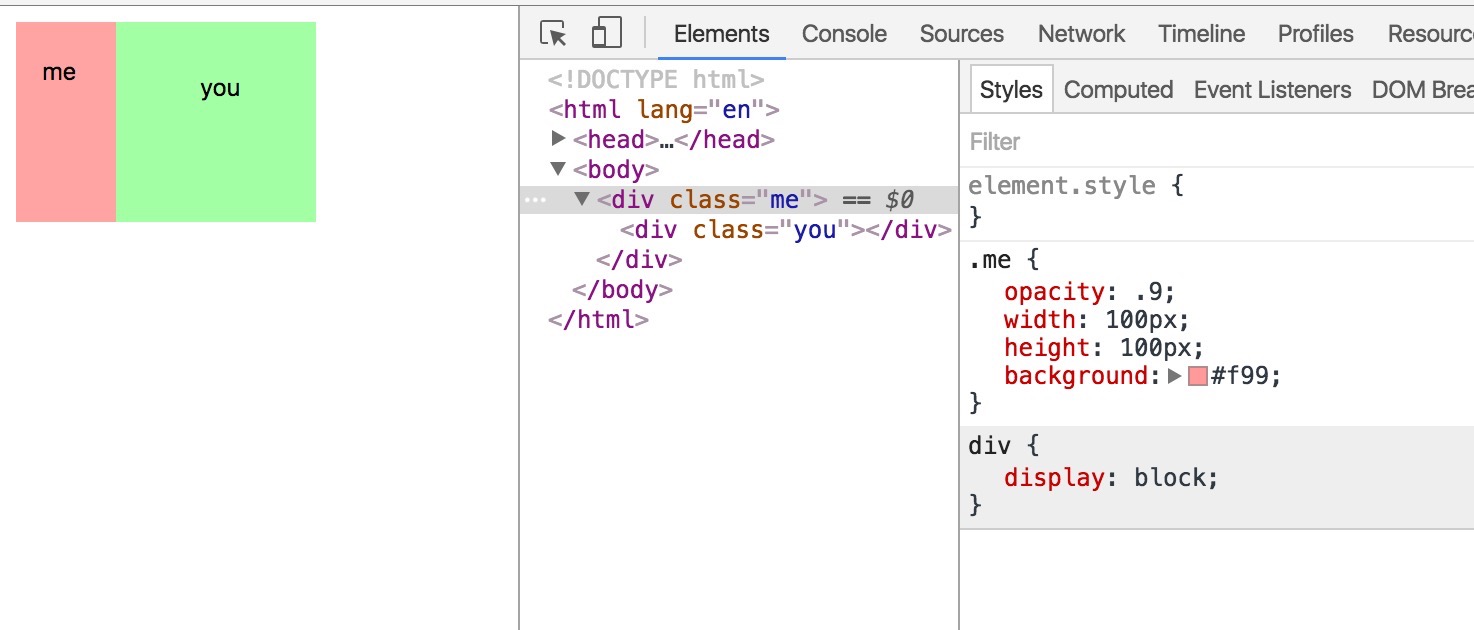 me
you
Elements Console Sources Network Timeline Profiles Resourc
<!DOCTYPE html>
<html lang="en">
<head>…</head>
<body>
<div class="me"> == $0
<div class="you"></div>
</div>
</body>
</html>
Styles Computed Event Listeners DOM Brea
Filter
element.style {
}
.me {
opacity: .9;
width: 100px;
height: 100px;
background: #f99;
}
div {
display: block;
}